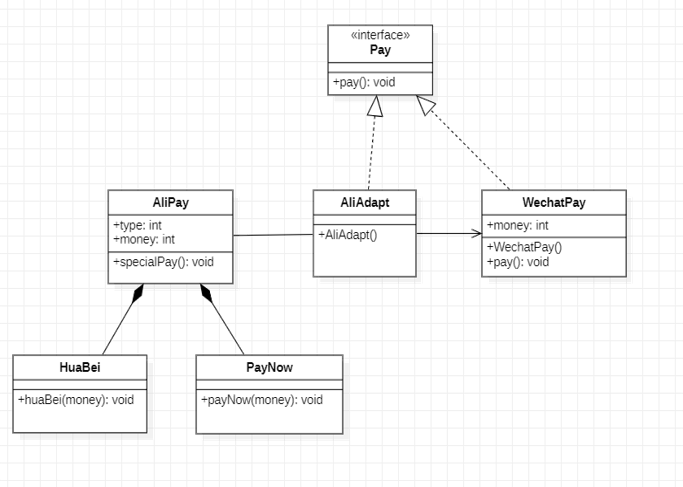 «interface»
Pay
+pay(): void
AliPay
+type: int
+money: int
+specialPay(): void
AliAdapt
+AliAdapt()
WechatPay
+money: int
+WechatPay()
+pay(): void
HuaBei
+huaBei(money): void
PayNow
+payNow(money): void